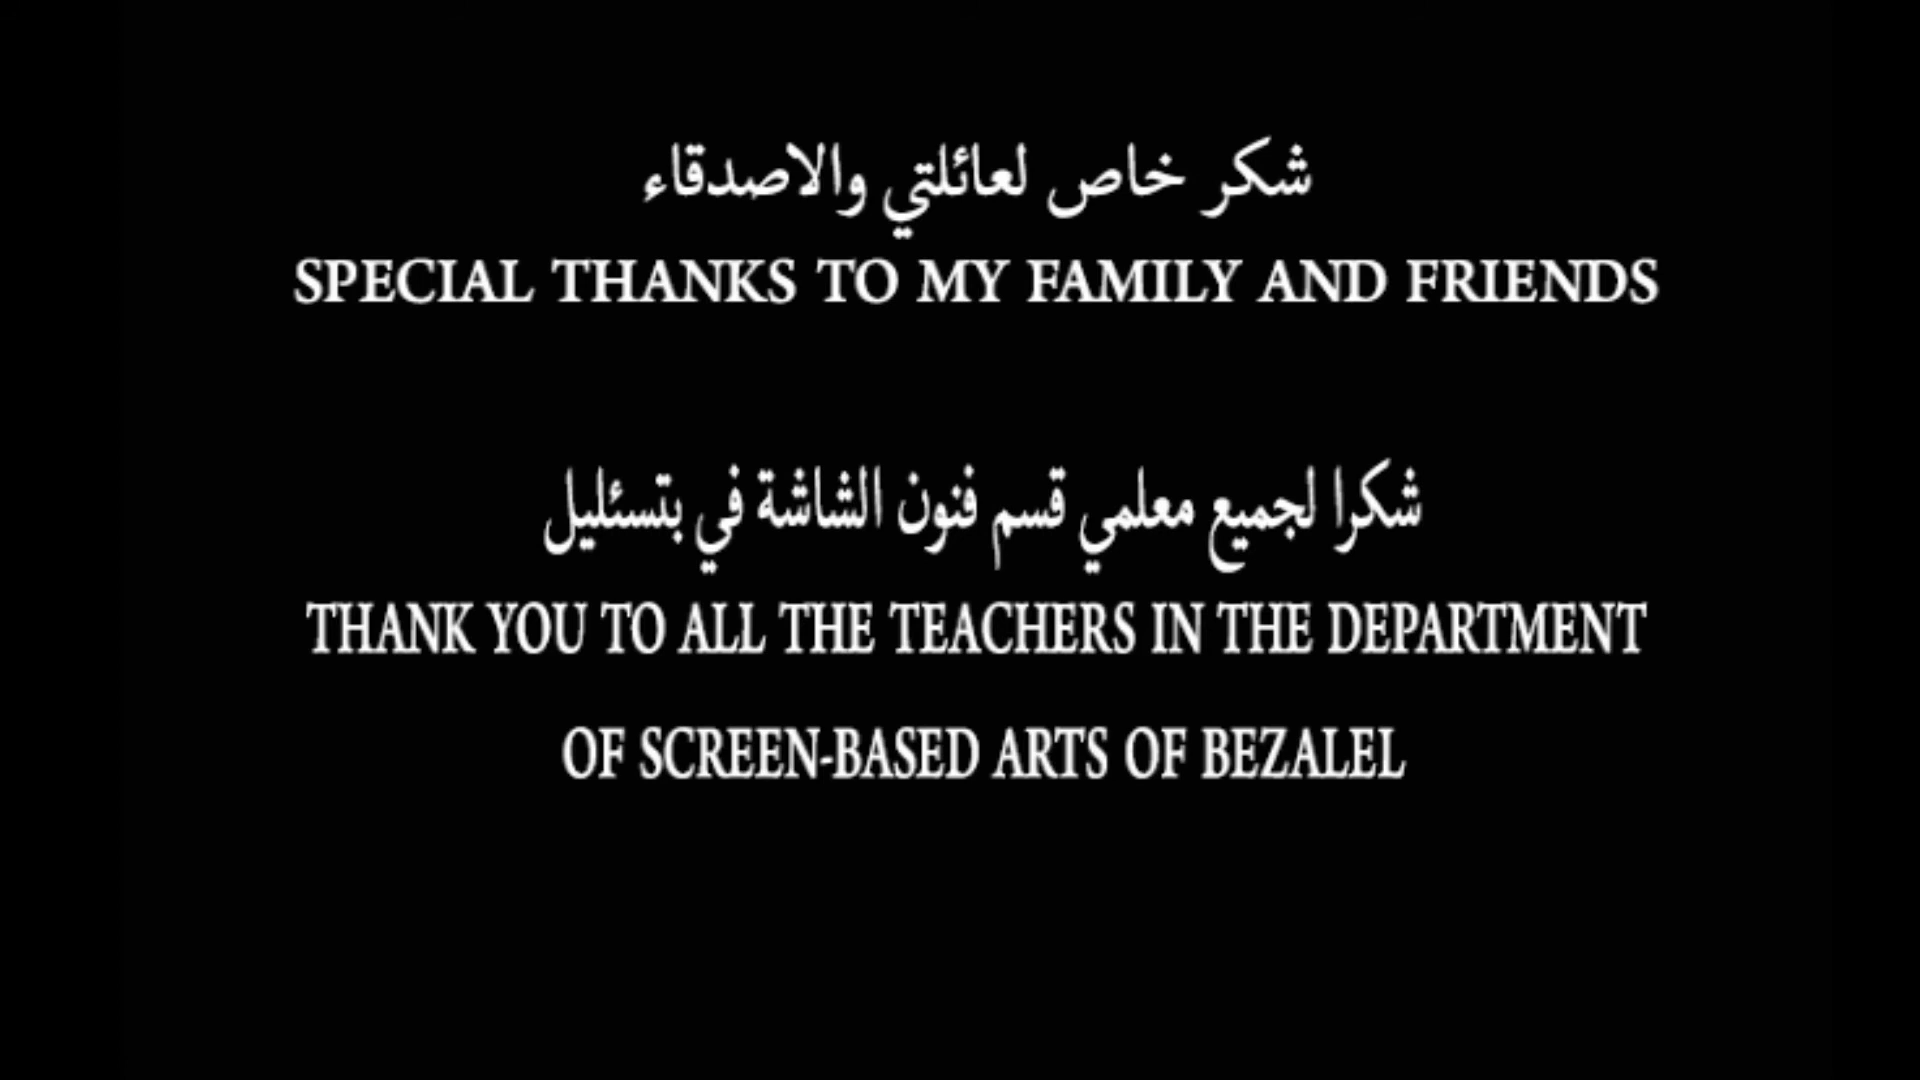 شكر خاص لعائلتي والاصدقاء
SPECIAL THANKS TO MY FAMILY AND FRIENDS
شكرا لجميع معلمي قسم فنون الشاشة في بتسئليل
THANK YOU TO ALL THE TEACHERS IN THE DEPARTMENT
OF SCREEN-BASED ARTS OF BEZALEL